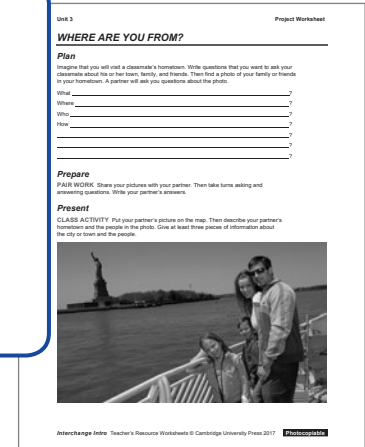 Unit 3 Project Worksheet
WHERE ARE YOU FROM?
Plan
Imagine that you will visit a classmate's hometown. Write questions that you want to ask your
classmate about his or her town, family, and friends. Then find a photo of your family or friends
in your hometown. A partner will ask you questions about the photo.
What ?
Where ?
Who ?
How ?
?
?
?
Prepare
PAIR WORK Share your pictures with your partner. Then take turns asking and
answering questions. Write your partner's answers.
Present
CLASS ACTIVITY Put your partner's picture on the map. Then describe your partner's
hometown and the people in the photo. Give at least three pieces of information about
the city or town and the people.
Interchange Intro Teacher's Resource Worksheets © Cambridge University Press 2017 Photocopiable